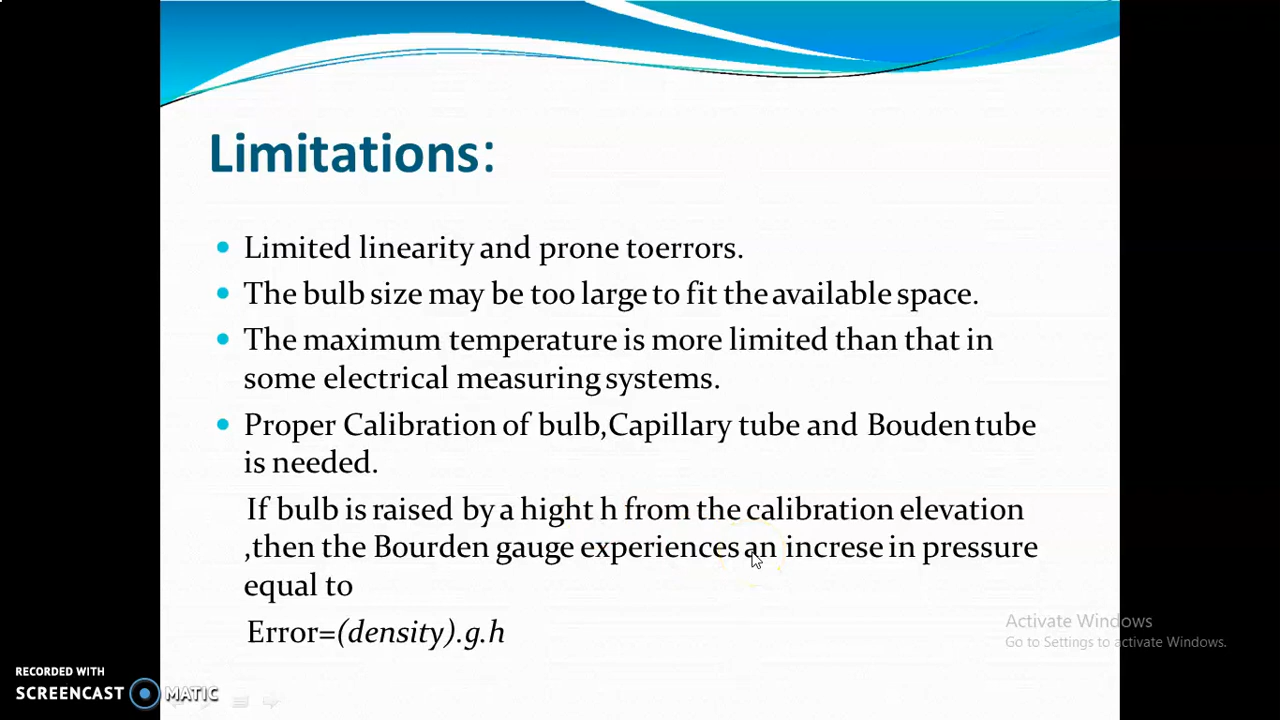 Limitations:
Limited linearity and prone toerrors.
The bulb size may be too large to fit the available space.
The maximum temperature is more limited than that in
some electrical measuring systems.
Proper Calibration of bulb,Capillary tube and Bouden tube
is needed.
If bulb is raised by a hight h from the calibration elevation
,then the Bourden gauge experiences an increse in pressure
equal to
Error=(density).g.h
Activate Windows
Go to Settings to activate Windows.
RECORDED WITH
SCREENCAST MATIC